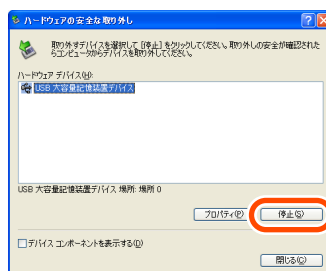 ハードウェアの安全な取り外し
取り外すデバイスを選択して [停止] をクリックしてください。取り外しの安全が確認された
らコンピュータからデバイスを取り外してください。
ハードウェア デバイス(H):
USB 大容量記憶装置デバイス
USB 大容量記憶装置デバイス 場所: 場所 0
プロパティ(P) 停止(S)
デバイス コンポーネントを表示する(D)
閉じる(C)